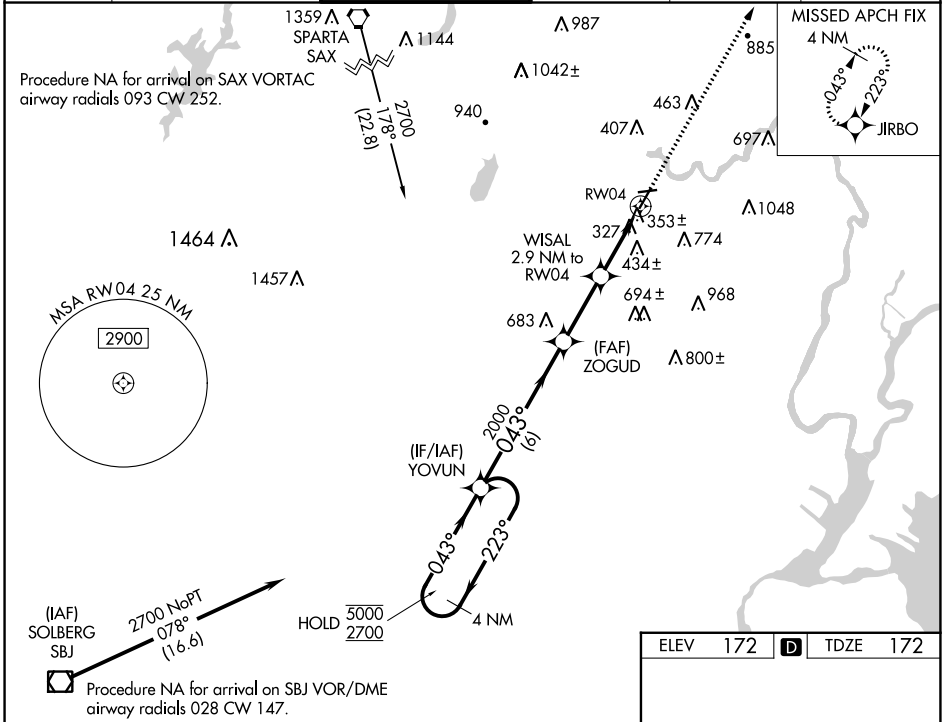 1359
SPARTA
SAX
1144
987
1042±
885
MISSED APCH FIX
4 NM
043°
223°
JIRBO
Procedure NA for arrival on SAX VORTAC
airway radials 093 CW 252.
2700
178°
(22.8)
940
463
407
697
RW04
353±
1048
327
774
1464
1457
WISAL
2.9 NM to
RW04
434±
694±
968
MSA RW04 25 NM
2900
683
(FAF)
ZOGUD
800±
2000
043°
(6)
(IF/IAF)
YOVUN
043°
223°
HOLD 5000
2700
4 NM
(IAF)
SOLBERG
SBJ
2700 NoPT
078°
(16.6)
Procedure NA for arrival on SBJ VOR/DME
airway radials 028 CW 147.
ELEV 172 D TDZE 172